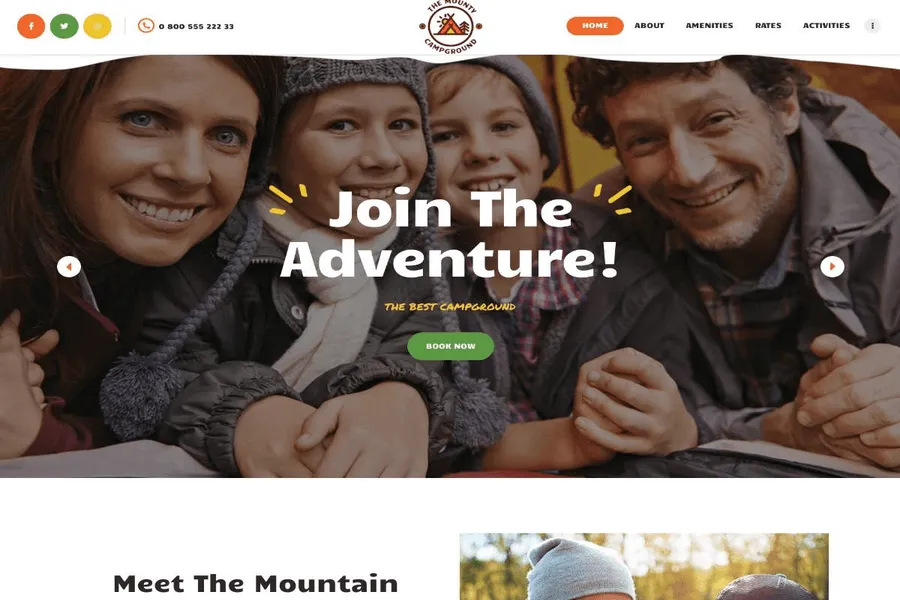 0 800 555 222 33
THE MOUNTY
CAMPGROUND
HOME
ABOUT
AMENITIES
RATES
ACTIVITIES
Join The
Adventure!
THE BEST CAMPGROUND
BOOK NOW
Meet The Mountain